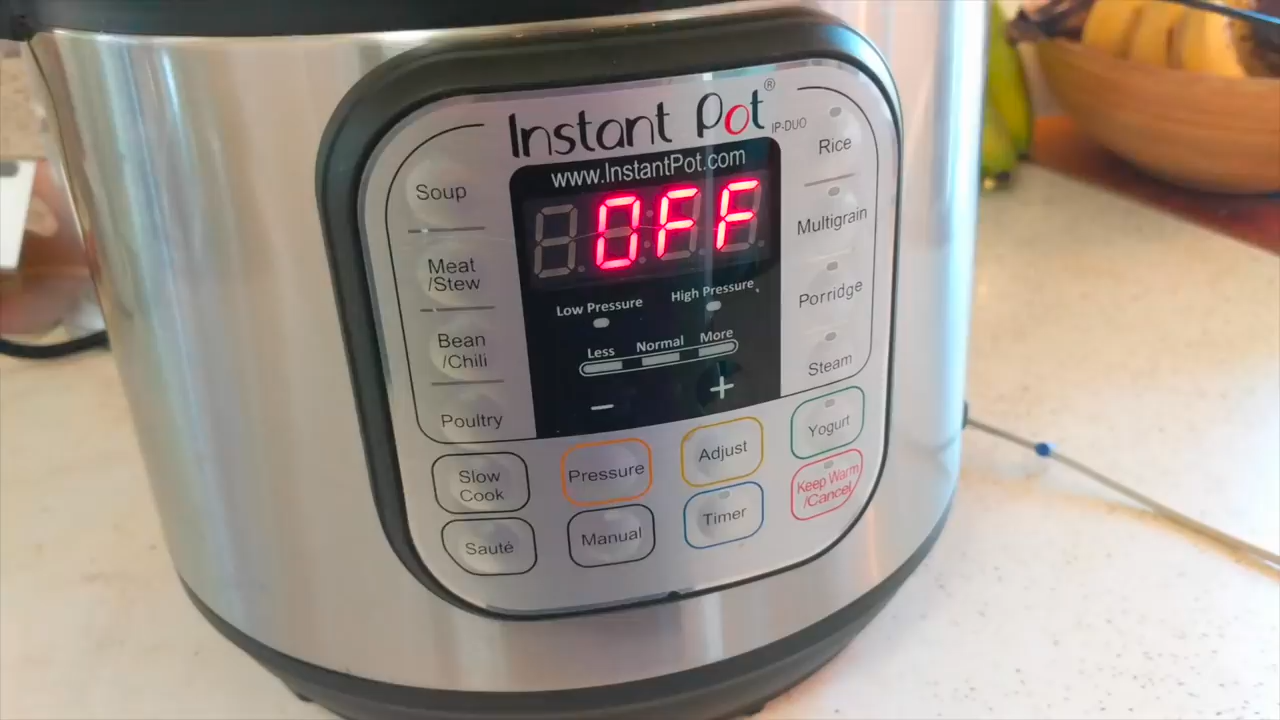 Instant Pot®
IP-DUO
www.InstantPot.com
OFF
Low Pressure
High Pressure
Less
Normal
More
−
+
Soup
Meat
/Stew
Bean
/Chili
Poultry
Rice
Multigrain
Porridge
Steam
Slow
Cook
Pressure
Adjust
Yogurt
Sauté
Manual
Timer
Keep Warm
/Cancel